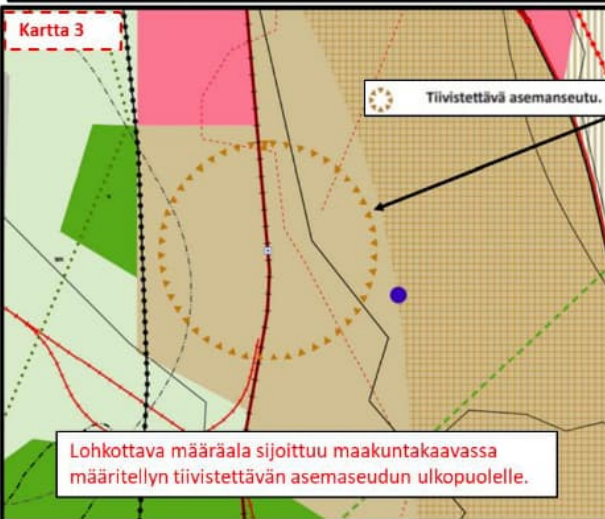 Kartta 3
Tiivistettävä asemanseutu.
Lohkottava määräala sijoittuu maakuntakaavassa
määritellyn tiivistettävän asemaseudun ulkopuolelle.